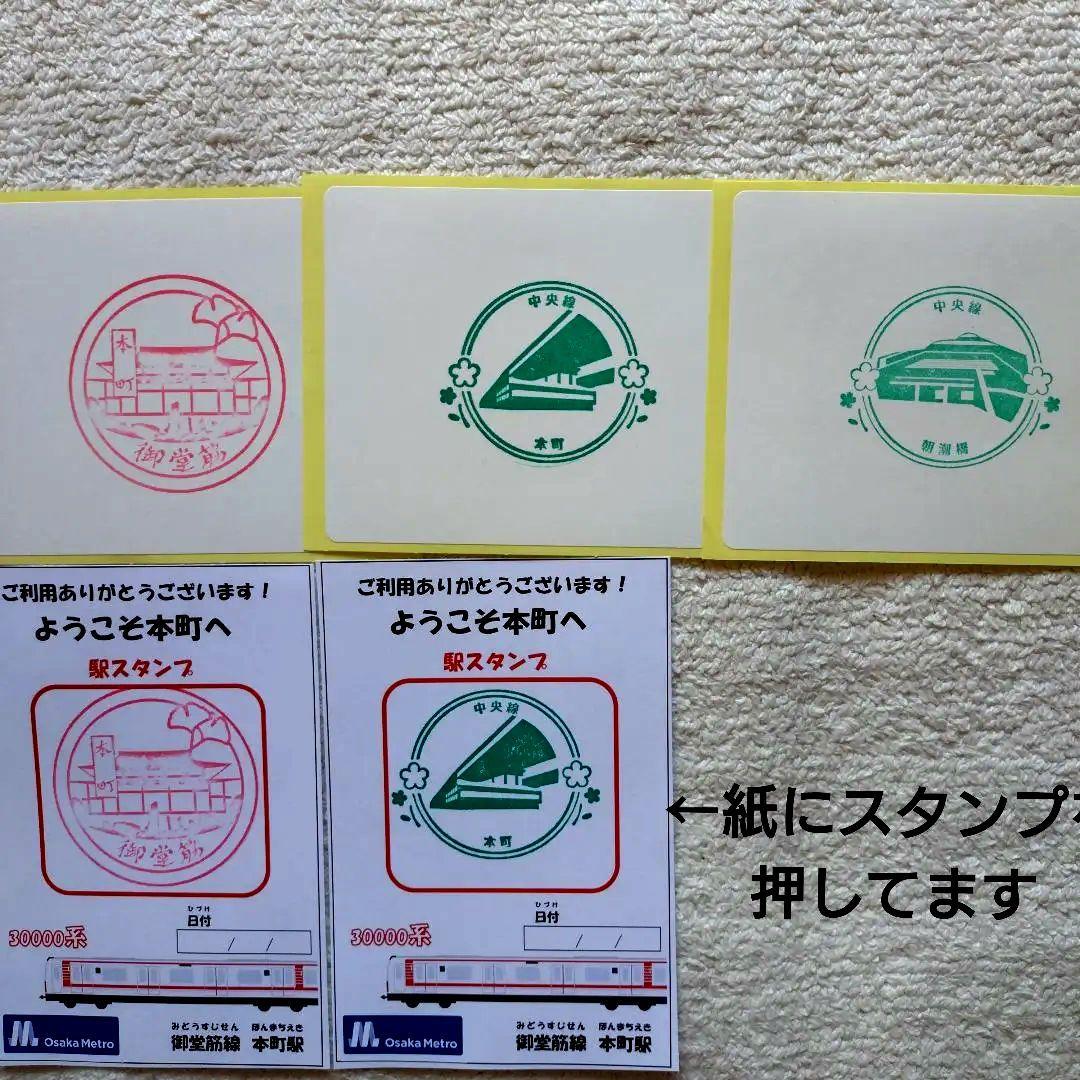 本町
御堂筋
中央線
本町
中央線
朝潮橋
ご利用ありがとうございます!
ようこそ本町へ
駅スタンプ
本町
御堂筋
ひづけ
日付
/ /
30000系
Osaka Metro
みどうすじせん ほんまちえき
御堂筋線 本町駅
ご利用ありがとうございます!
ようこそ本町へ
駅スタンプ
中央線
本町
ひづけ
日付
/ /
30000系
Osaka Metro
みどうすじせん ほんまちえき
御堂筋線 本町駅
←紙にスタンプを
押してます